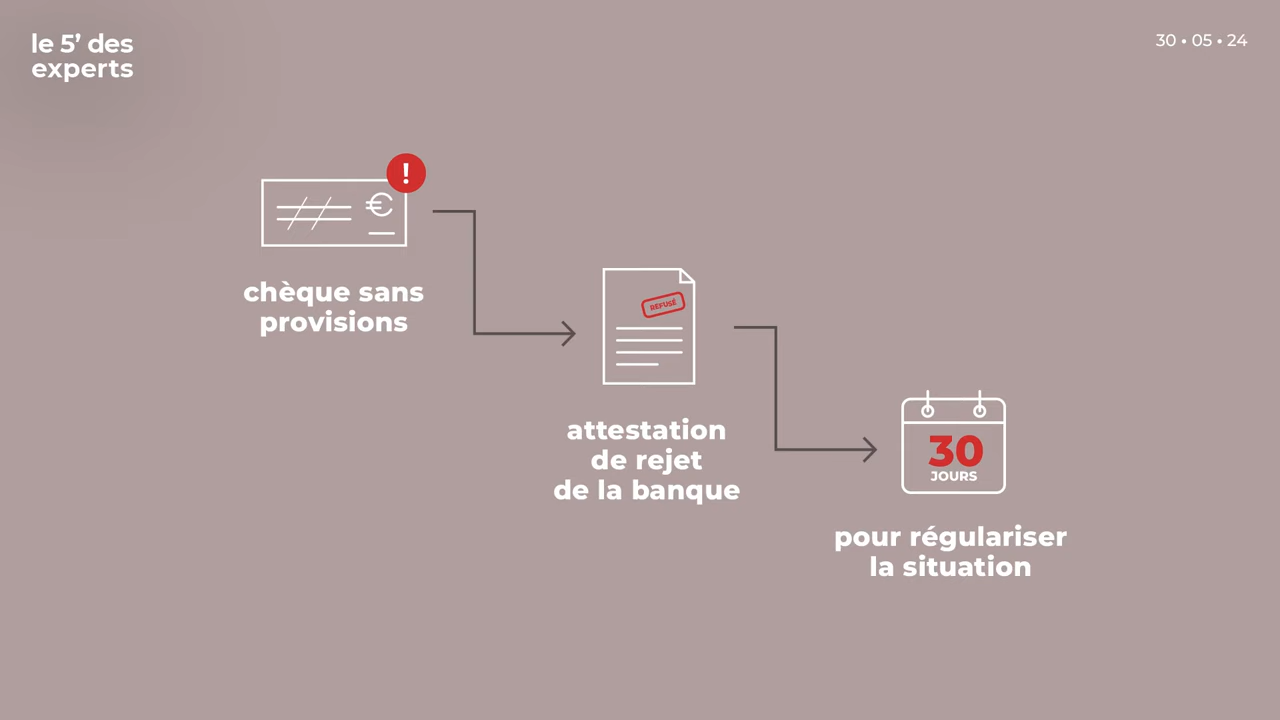 le 5’ des
experts
30 • 05 • 24
!
€
chèque sans
provisions
REFUSÉ
attestation
de rejet
de la banque
30
JOURS
pour régulariser
la situation